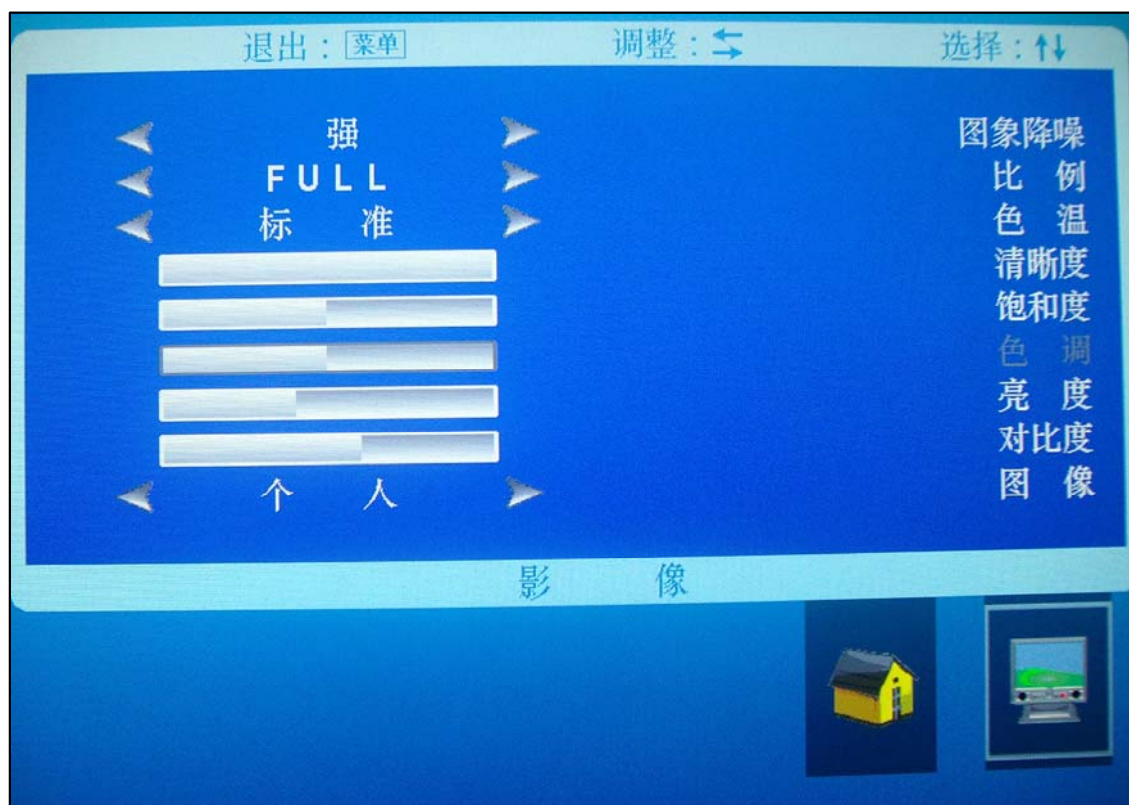 退出：菜单 调整： 选择：
强 图象降噪
FULL 比例
标准 色温
清晰度
饱和度
色调
亮度
对比度
个人 图像
影像